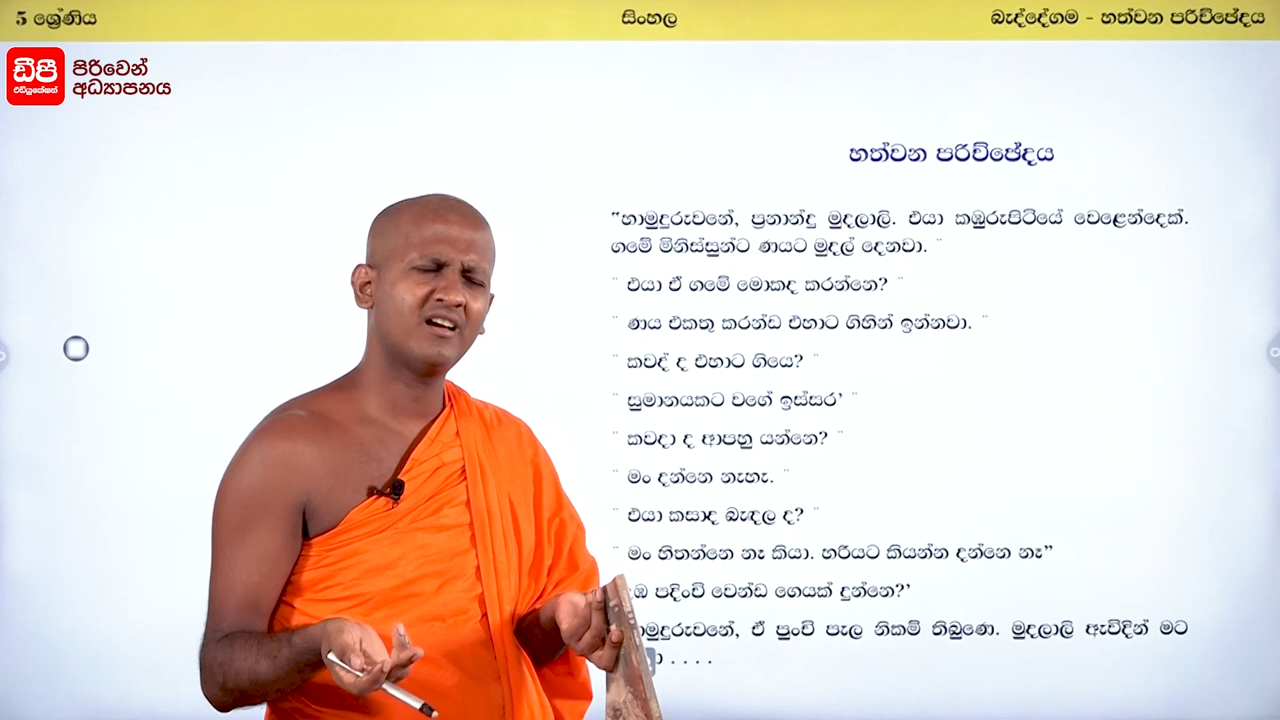 5 ශ්‍රේණිය
සිංහල
බැද්දේගම - හත්වන පරිච්ඡේදය
ඩීපී
එඩියුකේෂන්
පිරිවෙන්
අධ්‍යාපනය
හත්වන පරිච්ඡේදය
"හාමුදුරුවනේ, ප්‍රනාන්දු මුදලාලි. එයා කඹුරුපිටියේ වෙළෙන්දෙක්.
ගමේ මිනිස්සුන්ට ණයට මුදල් දෙනවා. "
" එයා ඒ ගමේ මොකද කරන්නෙ? "
" ණය එකතු කරන්ඩ එහාට ගිහින් ඉන්නවා. "
" කවද් ද එහාට ගියෙ? "
" සුමානයකට වගේ ඉස්සර' "
" කවදා ද ආපහු යන්නෙ? "
" මං දන්නෙ නැහැ. "
" එයා කසාද බැඳල ද? "
" මං හිතන්නෙ නෑ කියා. හරියට කියන්න දන්නෙ නෑ"
පදිංචි වෙන්ඩ ගෙයක් දුන්නෙ?'
ඒ පුංචි පැල නිකම් තිබුණෙ. මුදලාලි ඇවිදින් මට
. . . .